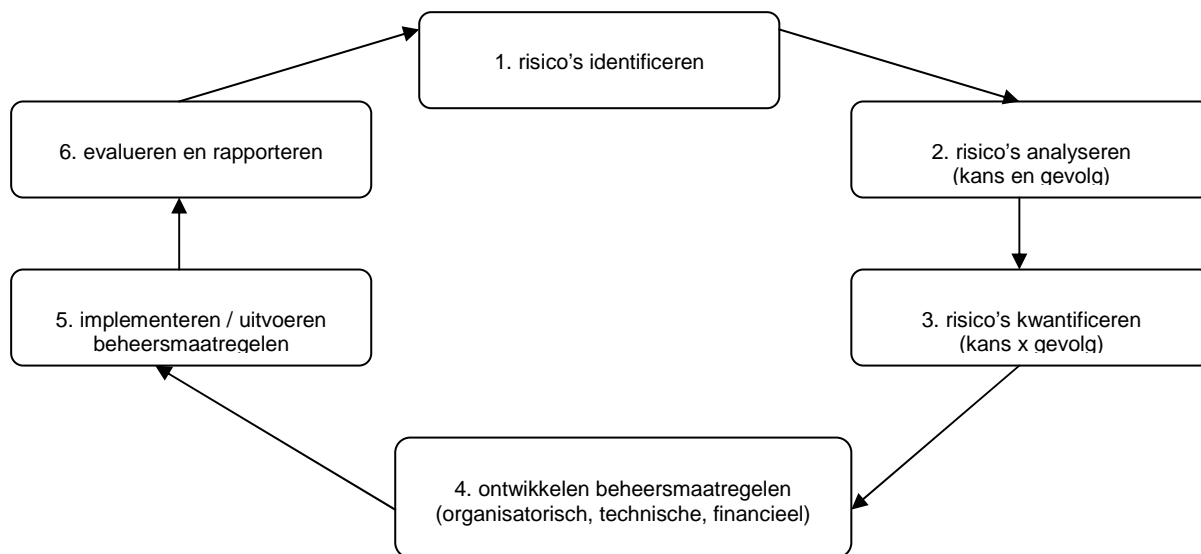 1. risico’s identificeren
2. risico’s analyseren
(kans en gevolg)
3. risico’s kwantificeren
(kans x gevolg)
4. ontwikkelen beheersmaatregelen
(organisatorisch, technische, financieel)
5. implementeren / uitvoeren
beheersmaatregelen
6. evalueren en rapporteren